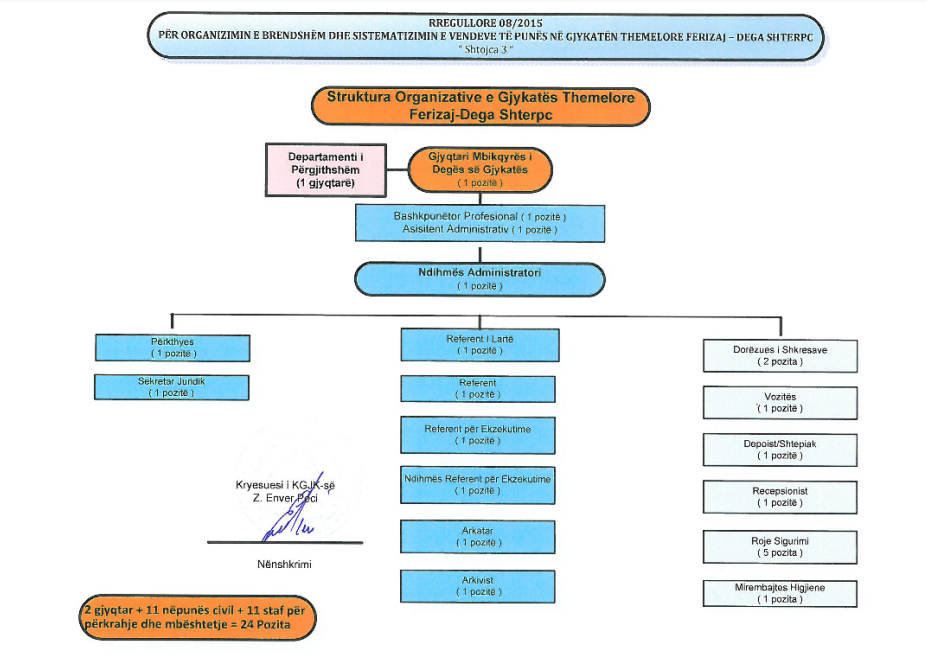 RREGULLORE 08/2015
PËR ORGANIZIMIN E BRENDSHËM DHE SISTEMATIZIMIN E VENDEVE TË PUNËS NË GJYKATËN THEMELORE FERIZAJ – DEGA SHTERPC
" Shtojca 3 "
Struktura Organizative e Gjykatës Themelore
Ferizaj-Dega Shterpc
Departamenti i
Përgjithshëm
(1 gjyqtarë)
Gjyqtari Mbikqyrës i
Degës së Gjykatës
( 1 pozitë )
Bashkpunëtor Profesional ( 1 pozitë )
Asisitent Administrativ ( 1 pozitë )
Ndihmës Administratori
( 1 pozitë )
Përkthyes
( 1 pozitë )
Sekretar Juridik
( 1 pozitë )
Referent i Lartë
( 1 pozitë )
Referent
( 1 pozitë )
Referent për Ekzekutime
( 1 pozitë )
Ndihmës Referent për Ekzekutime
( 1 pozitë )
Arkatar
( 1 pozitë )
Arkivist
( 1 pozitë )
Dorëzues i Shkresave
( 2 pozita )
Vozitës
( 1 pozitë )
Depoist/Shtepiak
( 1 pozitë )
Recepsionist
( 1 pozitë )
Roje Sigurimi
( 5 pozita )
Mirembajtes Higjiene
( 1 pozita )
Kryesuesi i KGJK-së
Z. Enver Peci
Nënshkrimi
2 gjyqtar + 11 nëpunës civil + 11 staf për
përkrahje dhe mbështetje = 24 Pozita